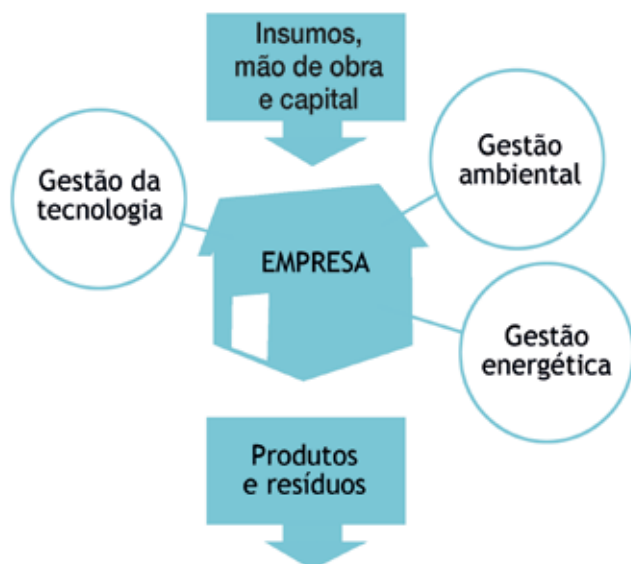 Insumos,
mão de obra
e capital
Gestão da
tecnologia
Gestão
ambiental
EMPRESA
Gestão
energética
Produtos
e resíduos